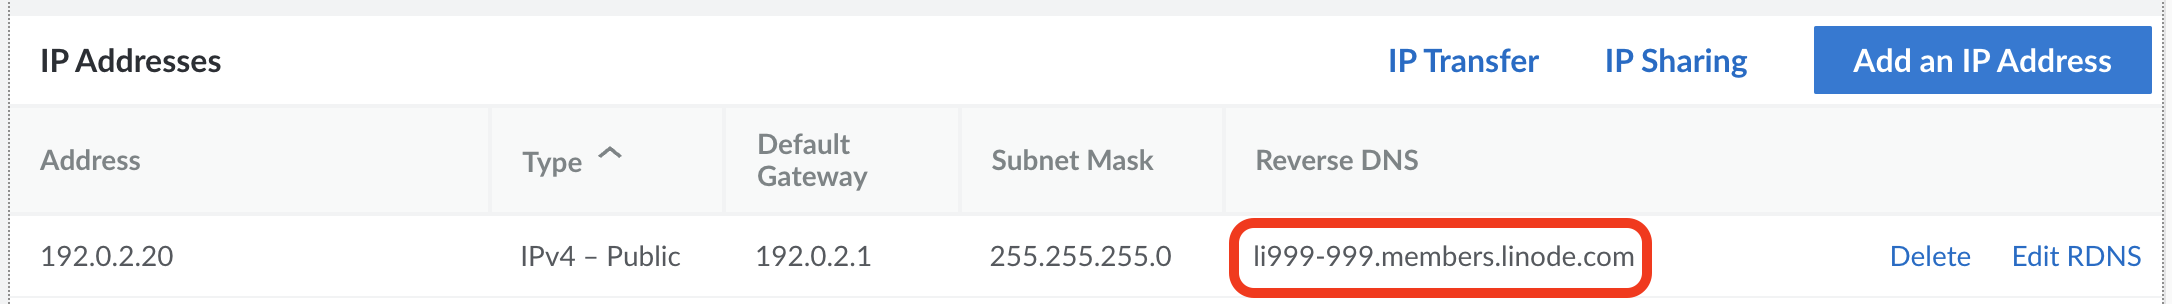 IP Addresses IP Transfer IP Sharing Add an IP Address
Address Type Default Gateway Subnet Mask Reverse DNS
192.0.2.20 IPv4 – Public 192.0.2.1 255.255.255.0 li999-999.members.linode.com Delete Edit RDNS